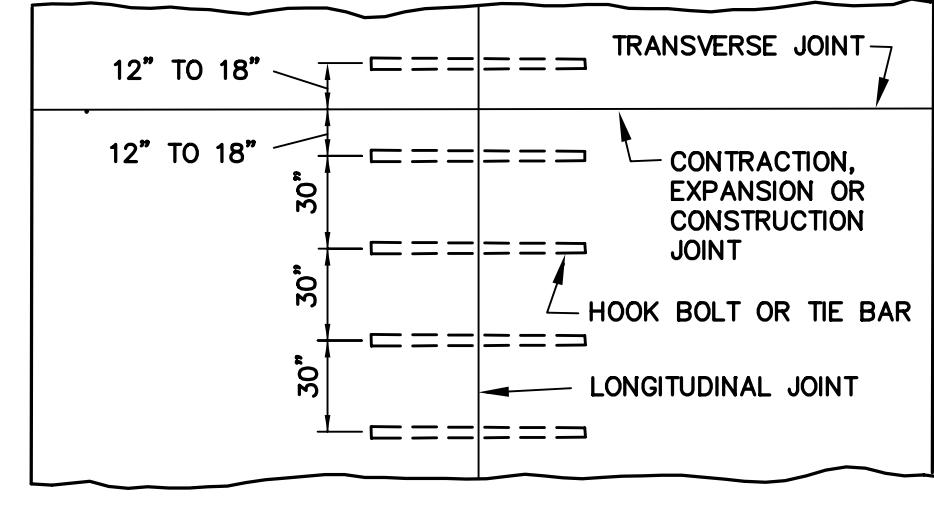 TRANSVERSE JOINT
12" TO 18"
12" TO 18"
CONTRACTION,
EXPANSION OR
CONSTRUCTION
JOINT
30"
30"
HOOK BOLT OR TIE BAR
30"
LONGITUDINAL JOINT